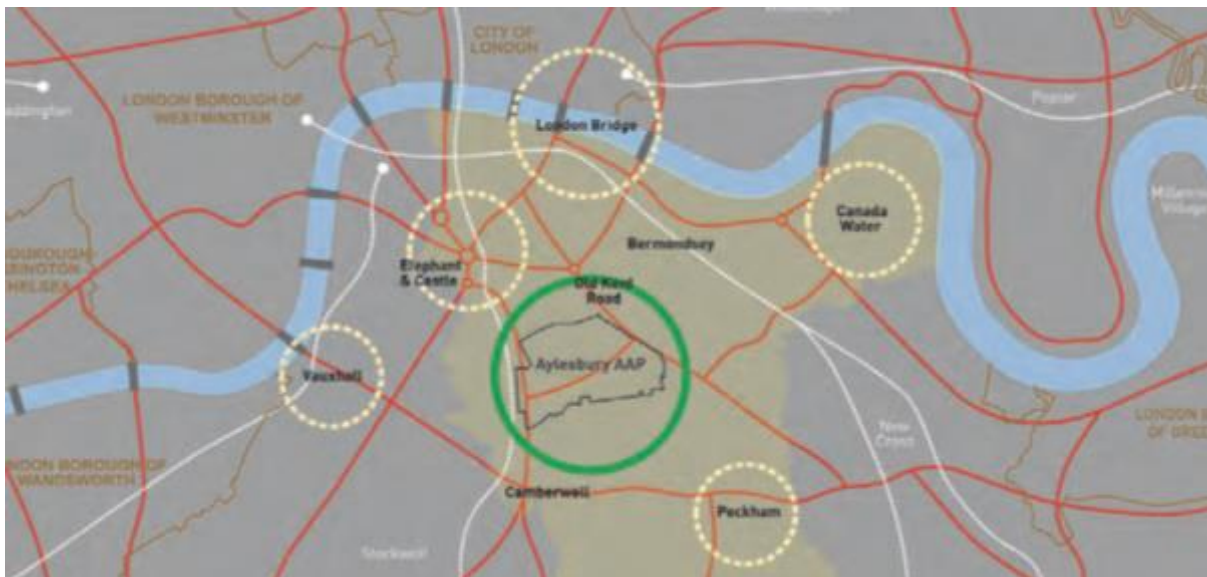 CITY OF
LONDON
LONDON BOROUGH OF
WESTMINSTER
London Bridge
Poplar
Canada
Water
Bermondsey
Elephant
& Castle
Old Kent
Road
Aylesbury AAP
Vauxhall
New
Cross
LONDON BOROUGH OF
WANDSWORTH
Camberwell
Peckham
Stockwell